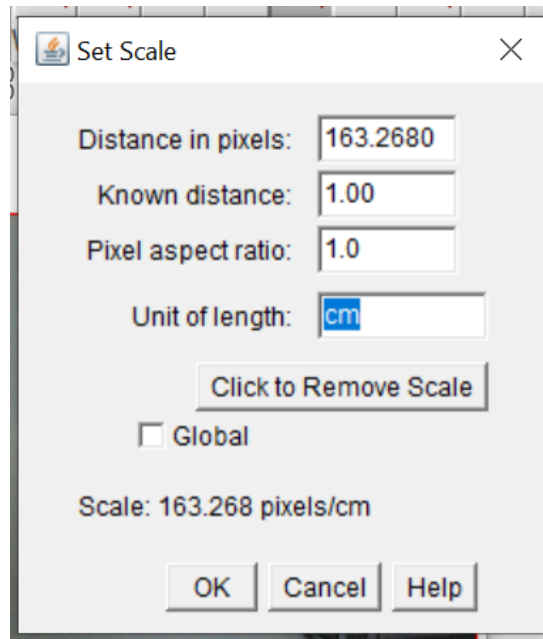 Set Scale
Distance in pixels: 163.2680
Known distance: 1.00
Pixel aspect ratio: 1.0
Unit of length: cm
Click to Remove Scale
Global
Scale: 163.268 pixels/cm
OK Cancel Help